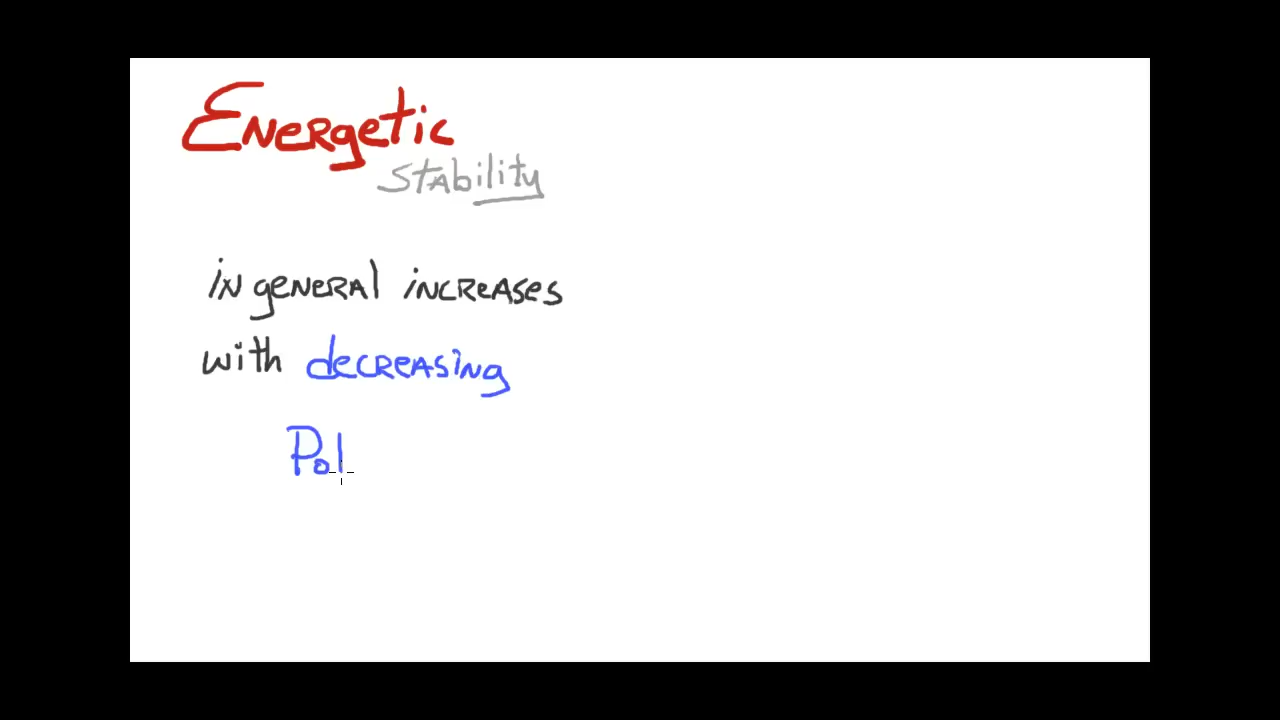 Energetic
stability
in general increases
with decreasing
Pol